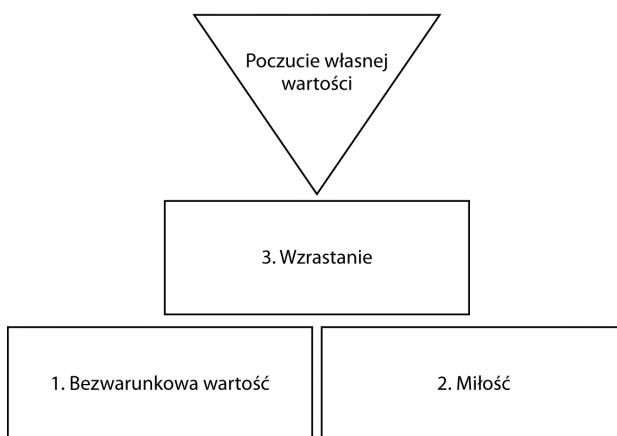 Poczucie własnej
wartości
3. Wzrastanie
1. Bezwarunkowa wartość
2. Miłość